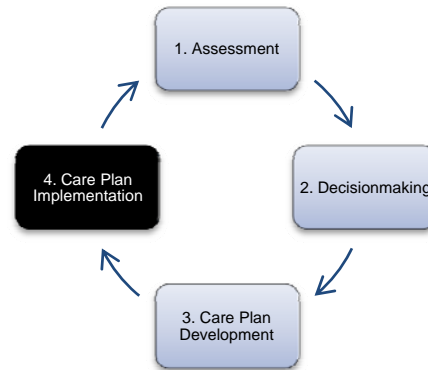 1. Assessment
2. Decisionmaking
3. Care Plan
Development
4. Care Plan
Implementation